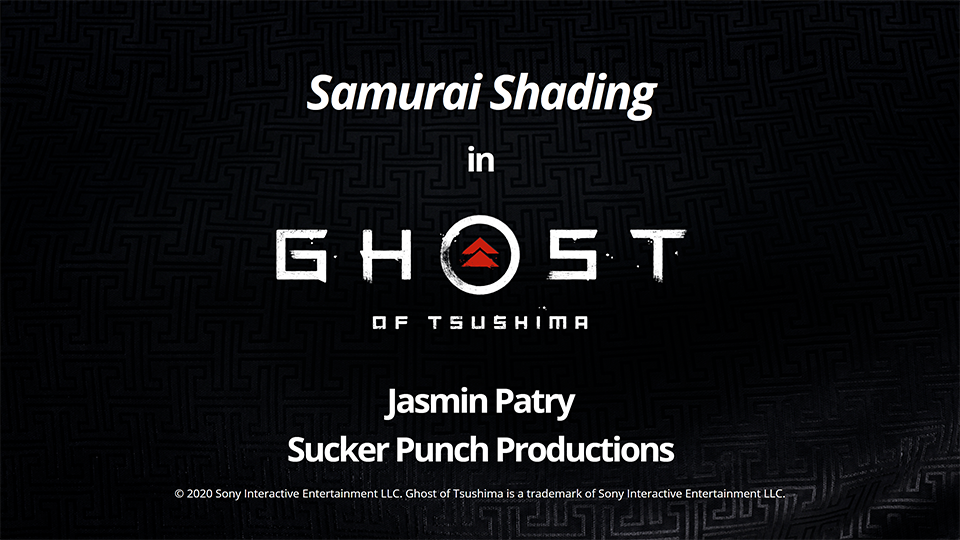 Samurai Shading
in
GHOST
OF TSUSHIMA
Jasmin Patry
Sucker Punch Productions
© 2020 Sony Interactive Entertainment LLC. Ghost of Tsushima is a trademark of Sony Interactive Entertainment LLC.